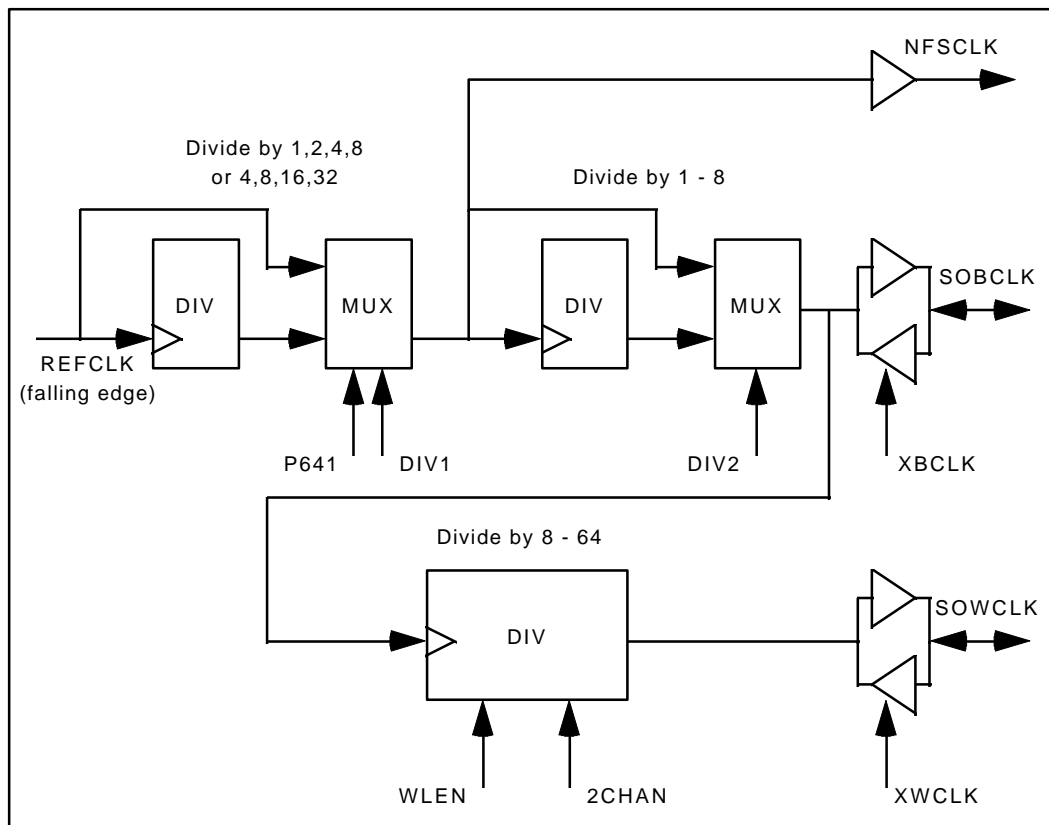 NFSCLK
Divide by 1,2,4,8
or 4,8,16,32
Divide by 1 - 8
DIV
MUX
DIV
MUX
SOBCLK
REFCLK
(falling edge)
P641
DIV1
DIV2
XBCLK
Divide by 8 - 64
DIV
SOWCLK
WLEN
2CHAN
XWCLK